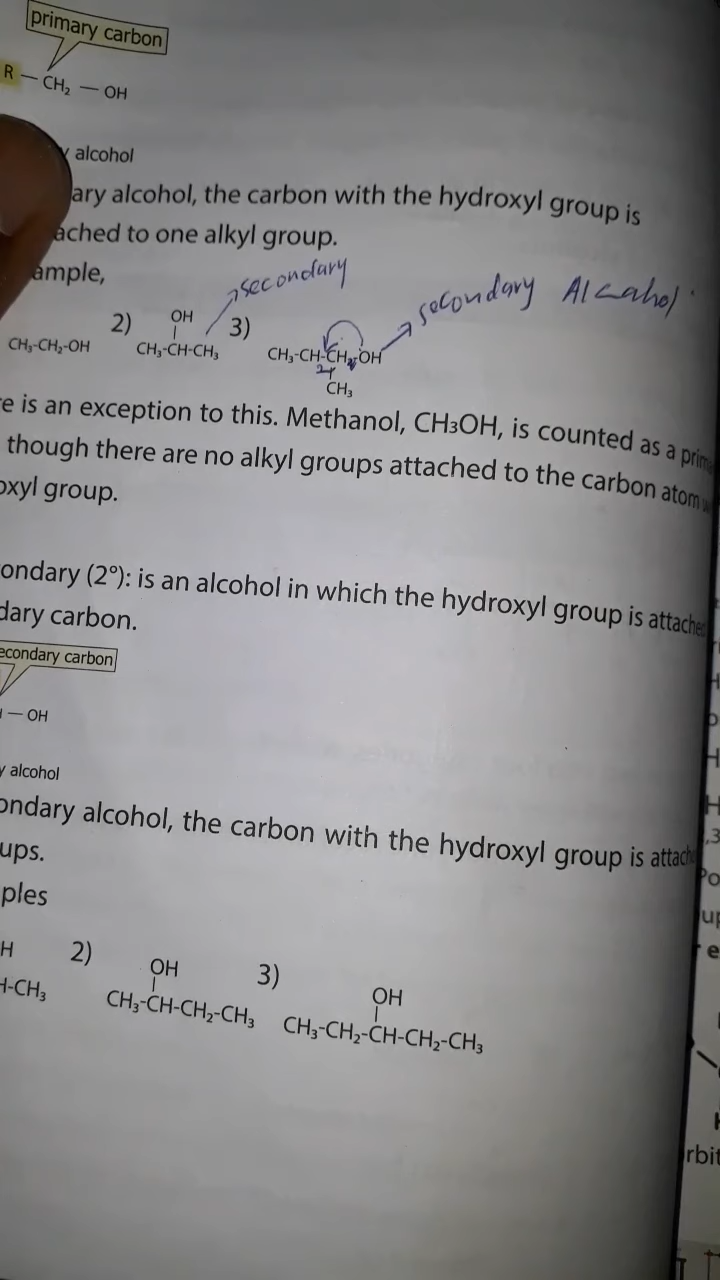 primary carbon
R — CH₂ — OH
alcohol
ary alcohol, the carbon with the hydroxyl group is
ached to one alkyl group.
ample,
secondary
secondary Alcahol
CH₃-CH₂-OH
2)
OH
CH₃-CH-CH₃
3)
CH₃-CH-CH₂-OH
CH₃
e is an exception to this. Methanol, CH3OH, is counted as a prim
though there are no alkyl groups attached to the carbon atom
oxyl group.
ondary (2°): is an alcohol in which the hydroxyl group is attache
dary carbon.
econdary carbon
— OH
y alcohol
ondary alcohol, the carbon with the hydroxyl group is attach
ups.
ples
H
H-CH₃
2)
OH
CH₃-CH-CH₂-CH₃
3)
OH
CH₃-CH₂-CH-CH₂-CH₃
rbit